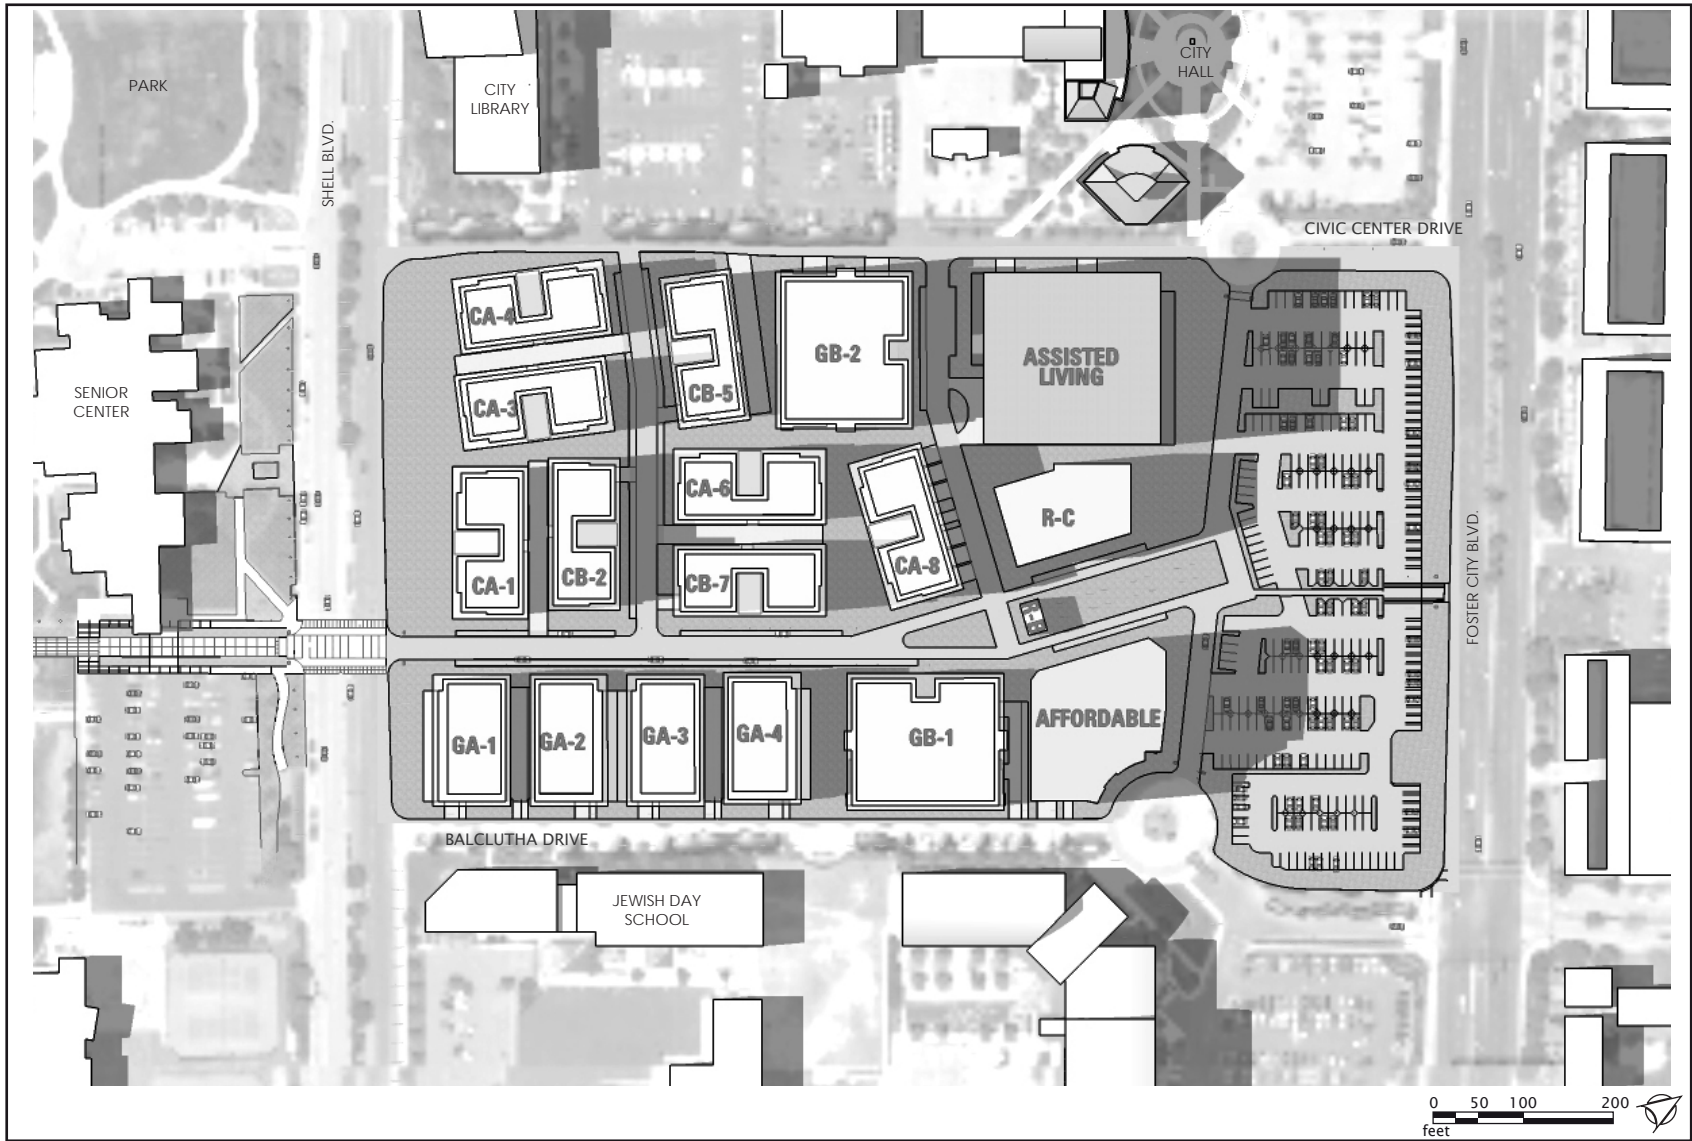 PARK
SHELL BLVD.
CITY
LIBRARY
CITY
HALL
CIVIC CENTER DRIVE
SENIOR
CENTER
CA-4
CA-3
CB-5
GB-2
ASSISTED
LIVING
CA-1
CB-2
CA-6
CB-7
CA-8
R-C
FOSTER CITY BLVD.
GA-1
GA-2
GA-3
GA-4
GB-1
AFFORDABLE
BALCLUTHA DRIVE
JEWISH DAY
SCHOOL
0 50 100 200
feet